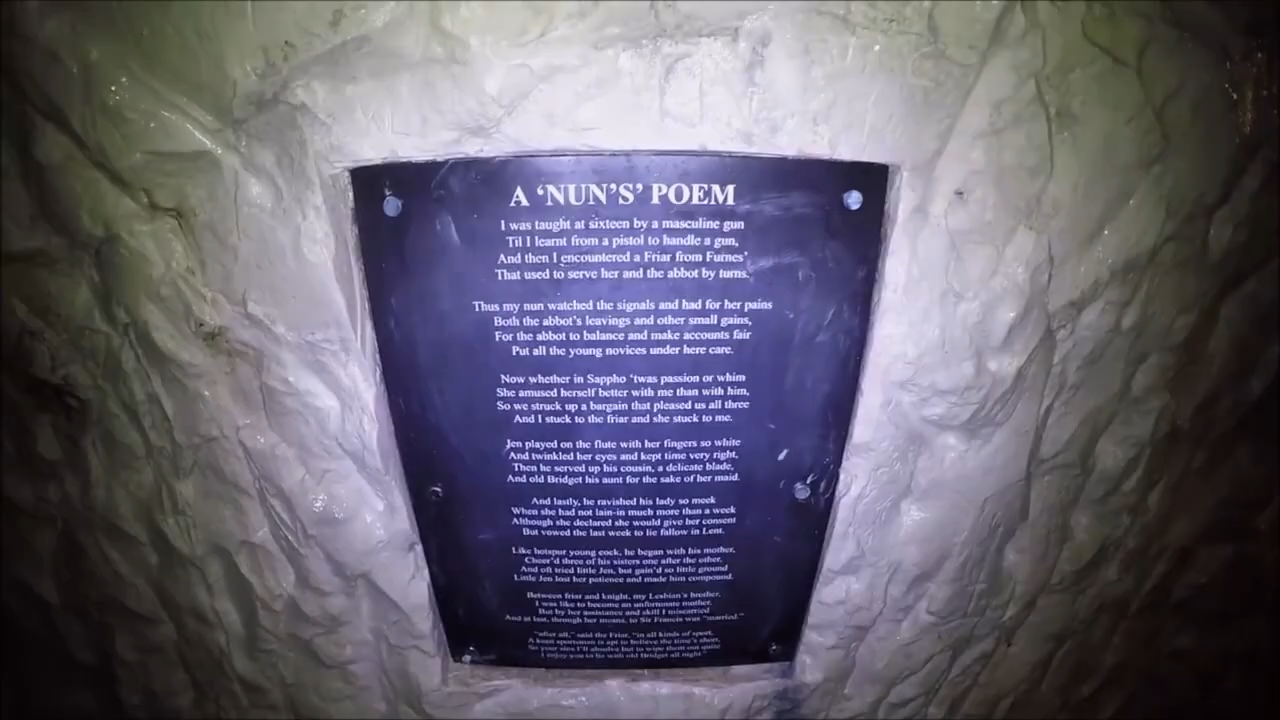 A ‘NUN’S’ POEM
I was taught at sixteen by a masculine gun
Til I learnt from a pistol to handle a gun,
And then I encountered a Friar from Furnes’
That used to serve her and the abbot by turns.
Thus my nun watched the signals and had for her pains
Both the abbot’s leavings and other small gains,
For the abbot to balance and make accounts fair
Put all the young novices under here care.
Now whether in Sappho ‘twas passion or whim
She amused herself better with me than with him,
So we struck up a bargain that pleased us all three
And I stuck to the friar and she stuck to me.
Jen played on the flute with her fingers so white
And twinkled her eyes and kept time very right,
Then he served up his cousin, a delicate blade,
And old Bridget his aunt for the sake of her maid.
And lastly, he ravished his lady so meek
When she had not lain-in much more than a week
Although she declared she would give her consent
But vowed the last week to lie fallow in Lent.
Like hotspur young cock, he began with his mother,
Cheer’d three of his sisters one after the other,
And oft tried little Jen, but gain’d so little ground
Little Jen lost her patience and made him compound.
Between friar and knight, my Lesbian’s brother,
I was like to become an unfortunate mother,
But by her assistance and skill I miscarried
And at last, through her means, to Sir Francis was “married.”
“after all,” said the Friar, “in all kinds of sport,
A keen sportsman is apt to believe the time’s short,
So your sins I’ll absolve but to wipe them out quite
I enjoy you to lie with old Bridget all night”